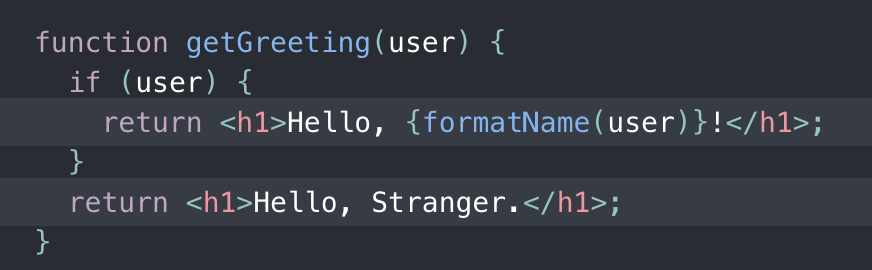 function getGreeting(user) {
  if (user) {
    return <h1>Hello, {formatName(user)}!</h1>;
  }
  return <h1>Hello, Stranger.</h1>;
}